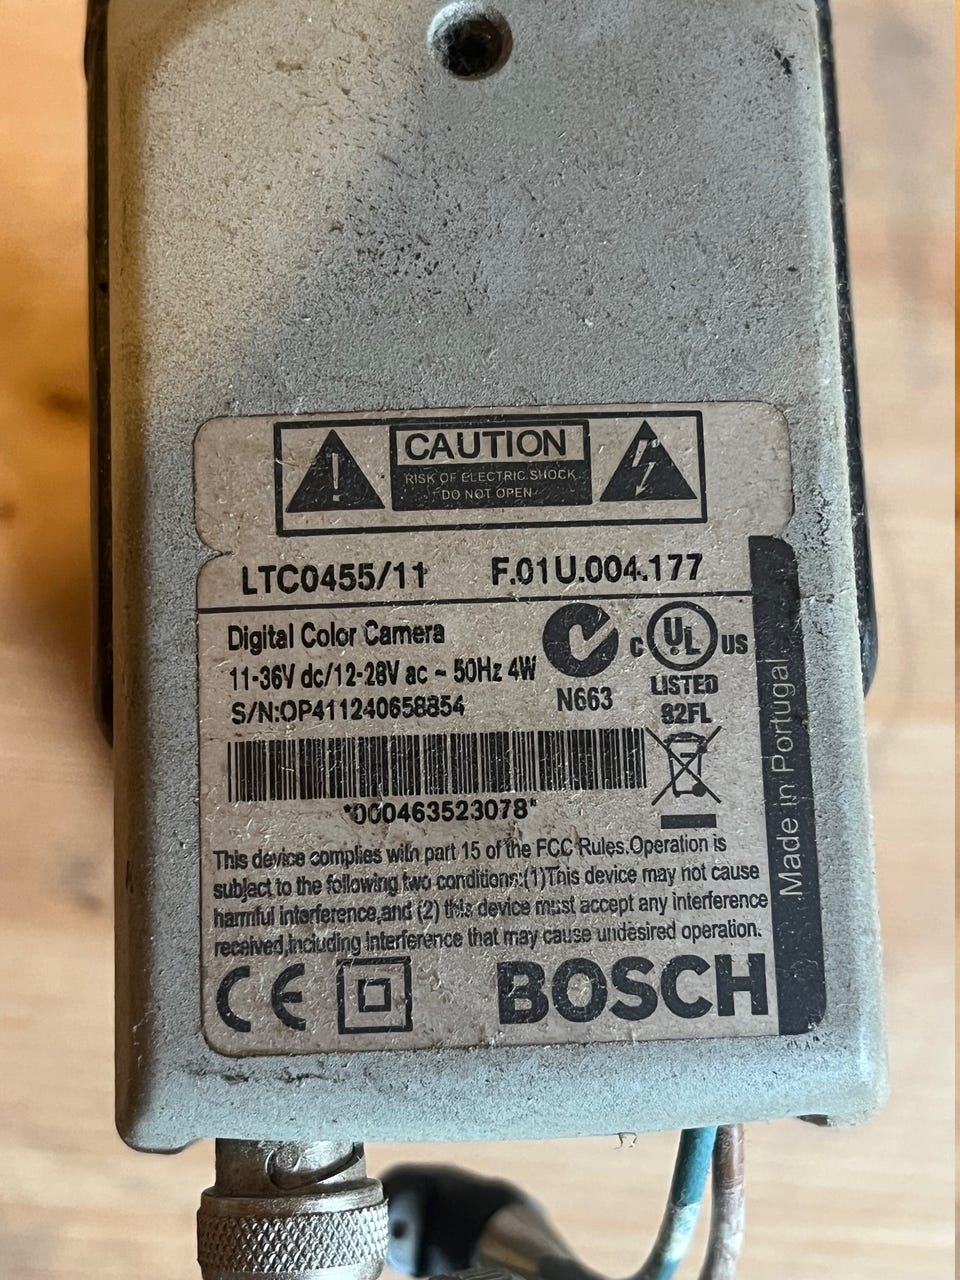 CAUTION
RISK OF ELECTRIC SHOCK
DO NOT OPEN
LTC0455/11 F.01U.004.177
Digital Color Camera
11-36V dc/12-28V ac ~ 50Hz 4W
S/N:OP411240658854
N663
C UL US
LISTED
82FL
*000463523078*
Made in Portugal
This device complies with part 15 of the FCC Rules.Operation is
subject to the following two conditions:(1)This device may not cause
harmful interference,and (2) this device must accept any interference
received,including interference that may cause undesired operation.
CE BOSCH